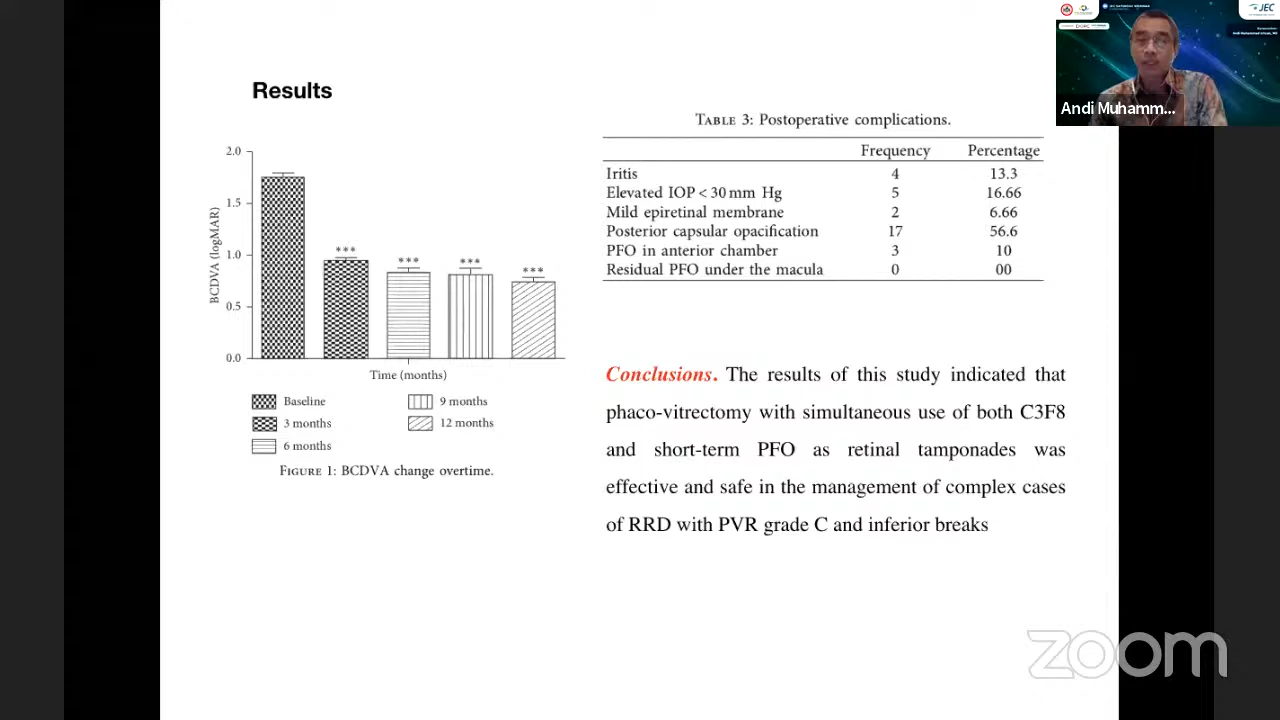 Results
2.0
1.5
1.0
0.5
0.0
BCDVA (logMAR)
***
***
***
***
Time (months)
Baseline
3 months
6 months
9 months
12 months
FIGURE 1: BCDVA change overtime.
TABLE 3: Postoperative complications.
Frequency Percentage
Iritis 4 13.3
Elevated IOP < 30 mm Hg 5 16.66
Mild epiretinal membrane 2 6.66
Posterior capsular opacification 17 56.6
PFO in anterior chamber 3 10
Residual PFO under the macula 0 00
Conclusions. The results of this study indicated that
phaco-vitrectomy with simultaneous use of both C3F8
and short-term PFO as retinal tamponades was
effective and safe in the management of complex cases
of RRD with PVR grade C and inferior breaks
JEC
Andi Muhamm...
zoom